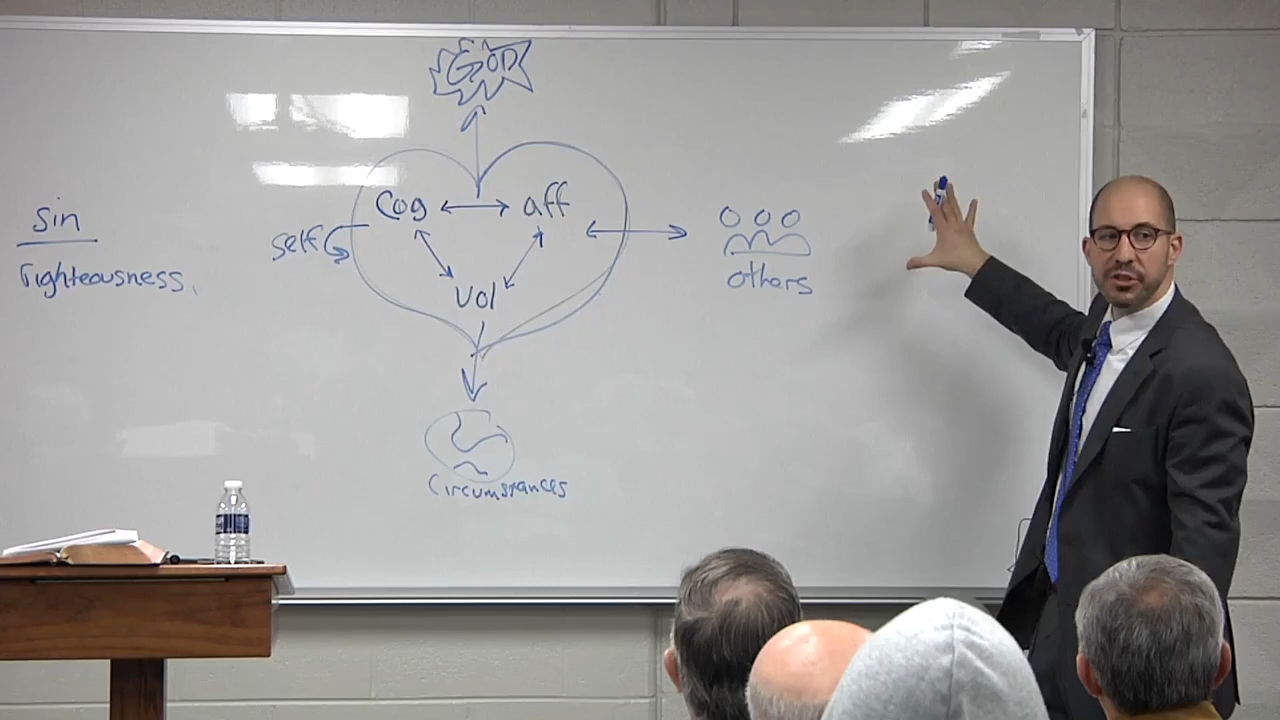 GOD
sin
righteousness,
Cog
aff
self
vol
others
Circumstances